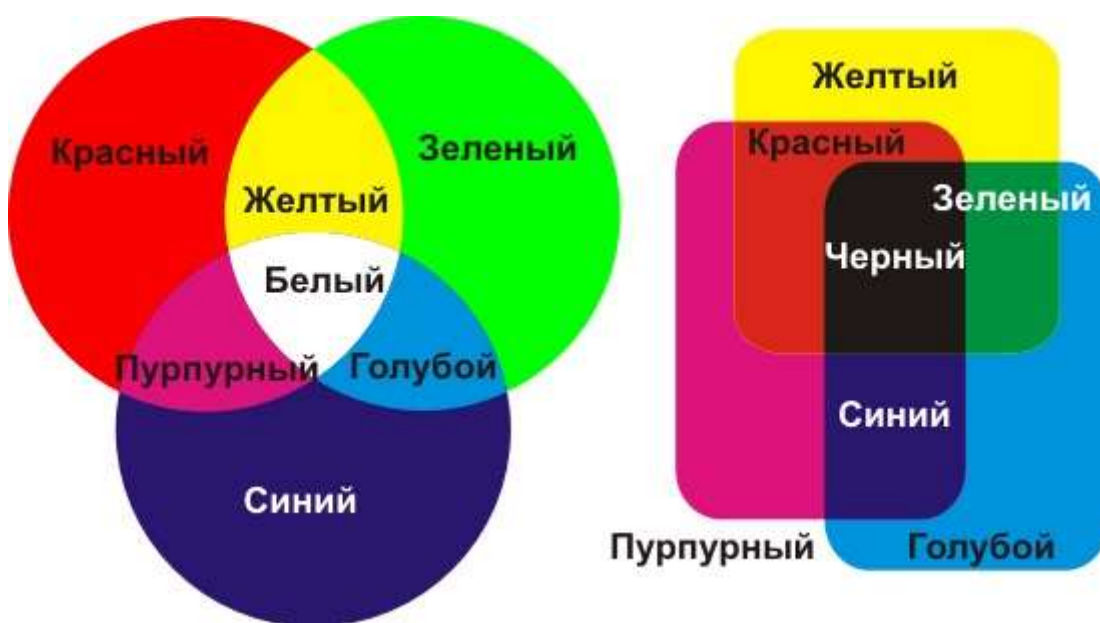 Красный
Зеленый
Желтый
Белый
Пурпурный
Голубой
Синий
Желтый
Красный
Зеленый
Черный
Синий
Пурпурный
Голубой